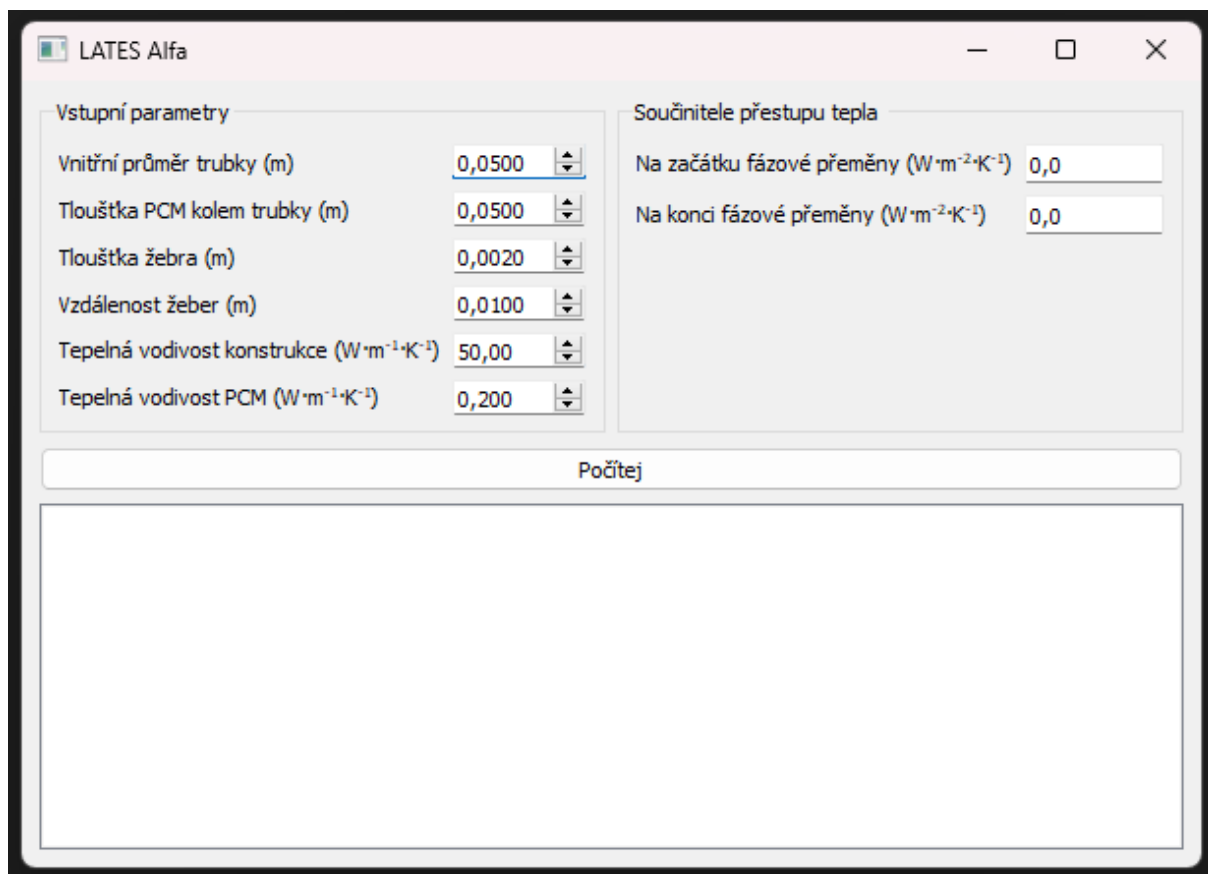 LATES Alfa
Vstupní parametry
Vnitřní průměr trubky (m) 0,0500
Tloušťka PCM kolem trubky (m) 0,0500
Tloušťka žebra (m) 0,0020
Vzdálenost žeber (m) 0,0100
Tepelná vodivost konstrukce (W·m⁻¹·K⁻¹) 50,00
Tepelná vodivost PCM (W·m⁻¹·K⁻¹) 0,200
Součinitele přestupu tepla
Na začátku fázové přeměny (W·m⁻²·K⁻¹) 0,0
Na konci fázové přeměny (W·m⁻²·K⁻¹) 0,0
Počítej